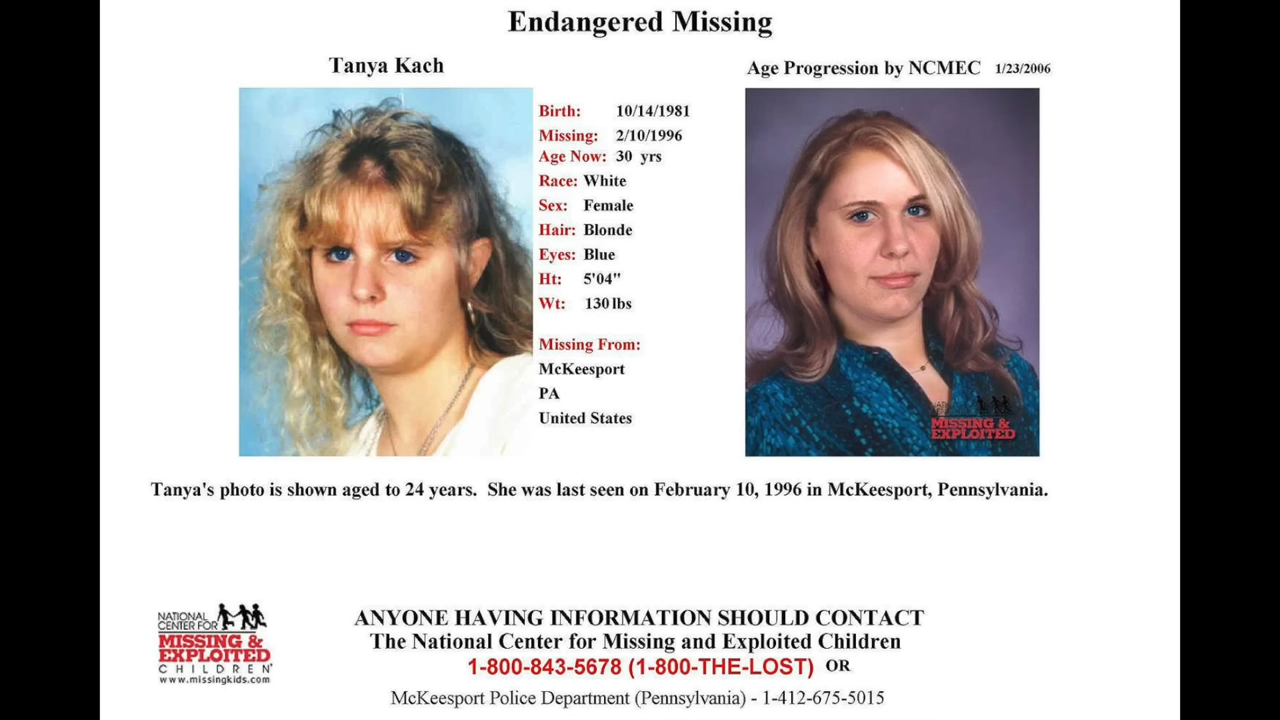 Endangered Missing
Tanya Kach
Age Progression by NCMEC 1/23/2006
Birth: 10/14/1981
Missing: 2/10/1996
Age Now: 30 yrs
Race: White
Sex: Female
Hair: Blonde
Eyes: Blue
Ht: 5'04"
Wt: 130 lbs
Missing From:
McKeesport
PA
United States
MISSING &
EXPLOITED
Tanya's photo is shown aged to 24 years. She was last seen on February 10, 1996 in McKeesport, Pennsylvania.
NATIONAL
CENTER FOR
MISSING &
EXPLOITED
CHILDREN
www.missingkids.com
ANYONE HAVING INFORMATION SHOULD CONTACT
The National Center for Missing and Exploited Children
1-800-843-5678 (1-800-THE-LOST) OR
McKeesport Police Department (Pennsylvania) - 1-412-675-5015